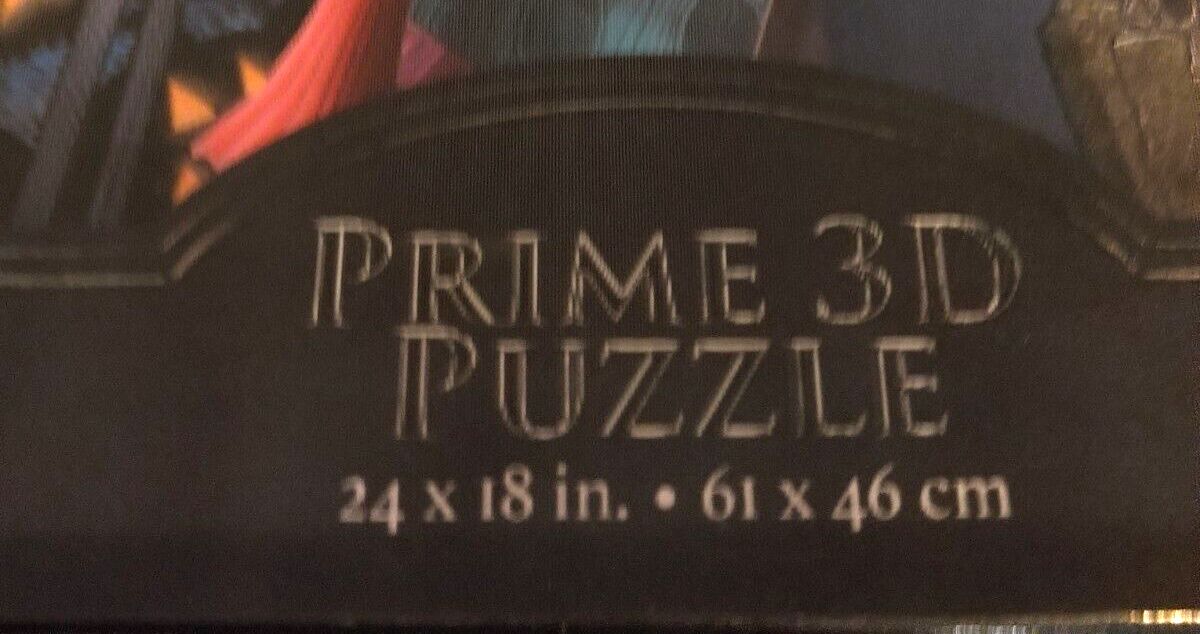 PRIME 3D
PUZZLE
24 x 18 in. • 61 x 46 cm